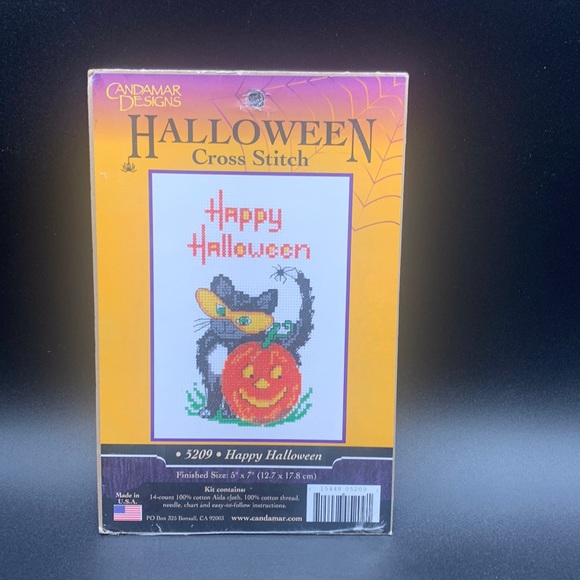 CANDAMAR
DESIGNS
HALLOWEEN
Cross Stitch
Happy
Halloween
• 5209 • Happy Halloween
Finished Size: 5" x 7" (12.7 x 17.8 cm)
Kit contains:
14-count 100% cotton Aida cloth, 100% cotton thread,
needle, chart and easy-to-follow instructions.
Made in
U.S.A.
PO Box 325 Bonsall, CA 92003 www.candamar.com
15448 05209